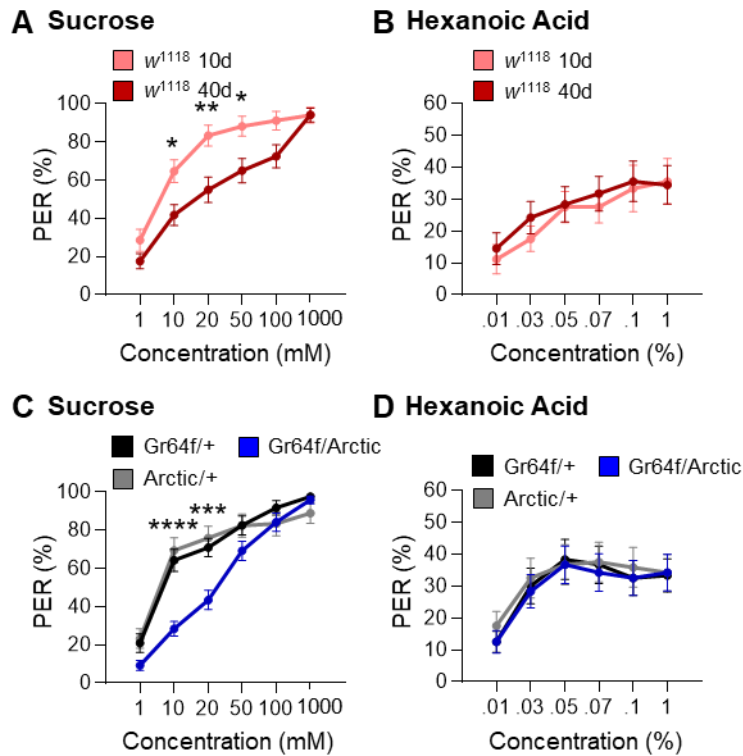 A Sucrose
w1118 10d
w1118 40d
* ** *
PER (%)
100
80
60
40
20
0
1 10 20 50 100 1000
Concentration (mM)
B Hexanoic Acid
w1118 10d
w1118 40d
PER (%)
60
50
40
30
20
10
0
.01 .03 .05 .07 .1 1
Concentration (%)
C Sucrose
Gr64f/+ Gr64f/Arctic
Arctic/+
**** ***
PER (%)
100
80
60
40
20
0
1 10 20 50 100 1000
Concentration (mM)
D Hexanoic Acid
Gr64f/+ Gr64f/Arctic
Arctic/+
PER (%)
60
50
40
30
20
10
0
.01 .03 .05 .07 .1 1
Concentration (%)